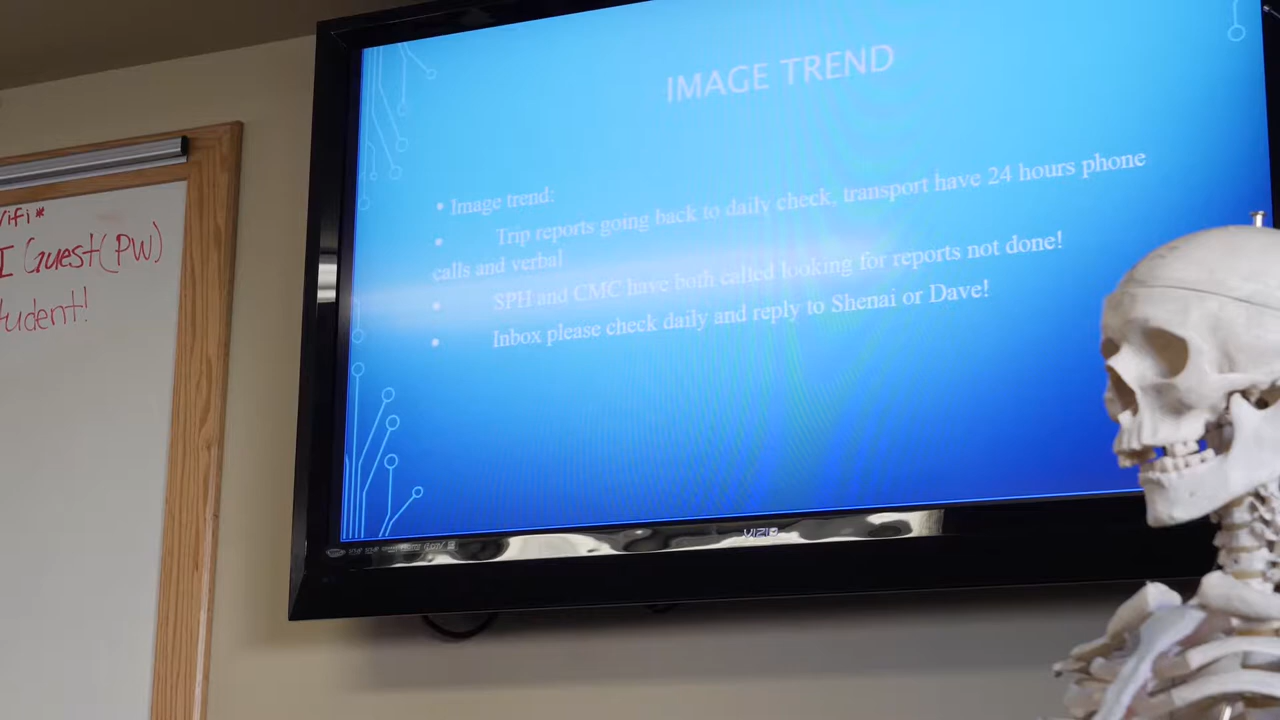 IMAGE TREND
• Image trend:
• Trip reports going back to daily check, transport have 24 hours phone
calls and verbal
• SPH and CMC have both called looking for reports not done!
• Inbox please check daily and reply to Shenai or Dave!
VIZIO
Guest (PW)